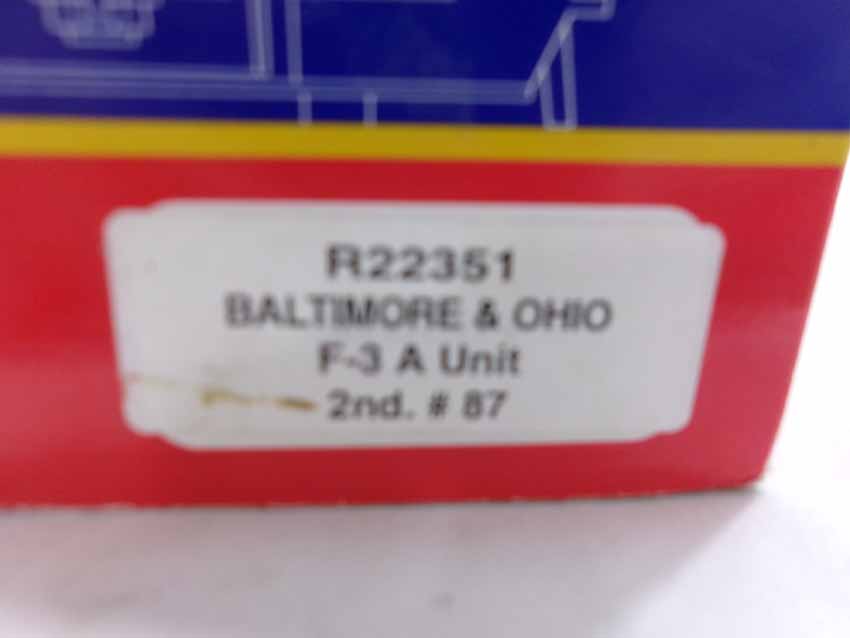 R22351
BALTIMORE & OHIO
F-3 A Unit
2nd. # 87